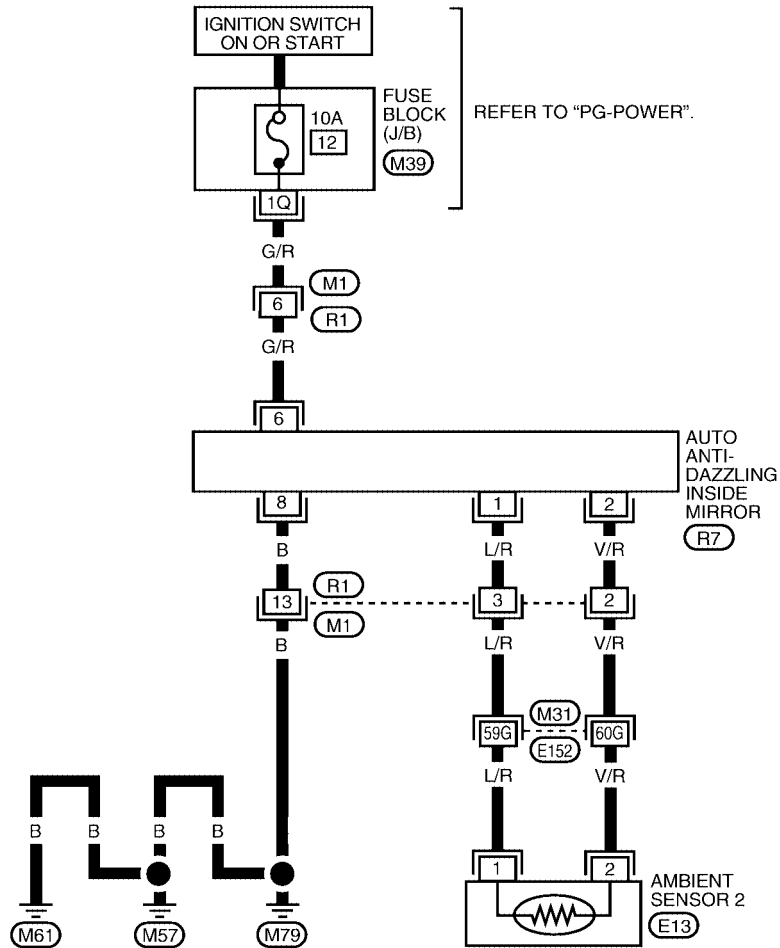 IGNITION SWITCH
ON OR START
FUSE
BLOCK
(J/B)
M39
REFER TO "PG-POWER".
10A
12
1Q
G/R
M1
6
R1
G/R
6
AUTO
ANTI-
DAZZLING
INSIDE
MIRROR
R7
8
1
2
B
L/R
V/R
R1
13
3
2
M1
B
L/R
V/R
M31
59G
60G
E152
L/R
V/R
B
B
B
B
1
2
AMBIENT
SENSOR 2
E13
M61
M57
M79